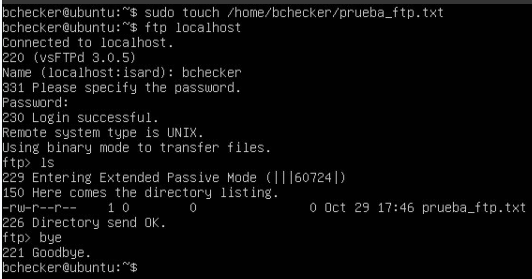 bchecker@ubuntu:~$ sudo touch /home/bchecker/prueba_ftp.txt
bchecker@ubuntu:~$ ftp localhost
Connected to localhost.
220 (vsFTPd 3.0.5)
Name (localhost:isard): bchecker
331 Please specify the password.
Password:
230 Login successful.
Remote system type is UNIX.
Using binary mode to transfer files.
ftp> ls
229 Entering Extended Passive Mode (|||60724|)
150 Here comes the directory listing.
-rw-r--r--    1 0        0               0 Oct 29 17:46 prueba_ftp.txt
226 Directory send OK.
ftp> bye
221 Goodbye.
bchecker@ubuntu:~$